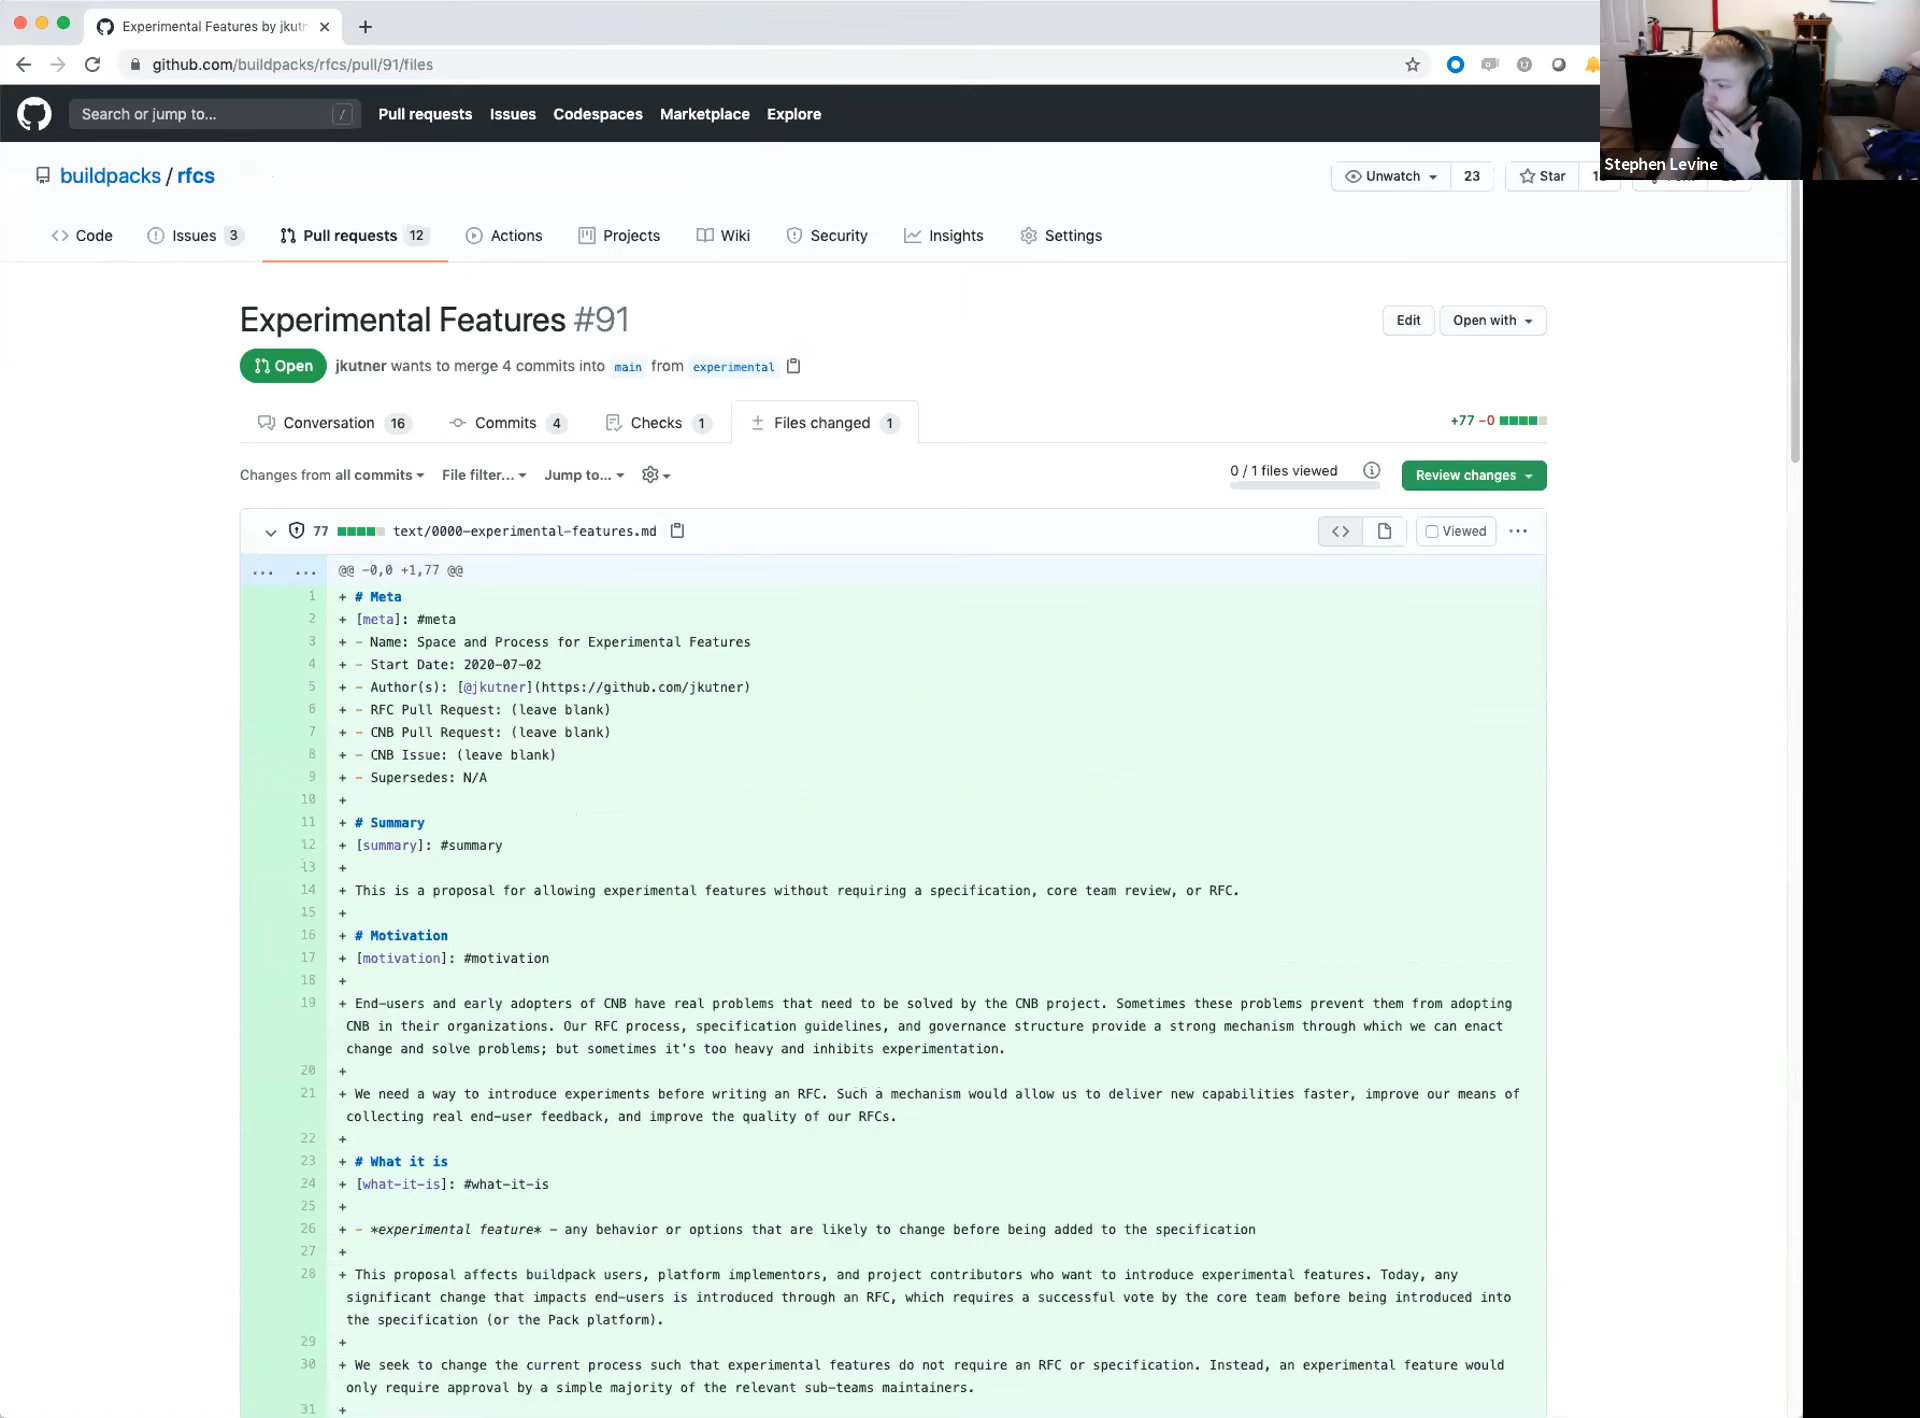 Experimental Features by jkutn
github.com/buildpacks/rfcs/pull/91/files
Search or jump to... /
Pull requests Issues Codespaces Marketplace Explore
Stephen Levine
buildpacks / rfcs
Unwatch 23 Star
Code Issues 3 Pull requests 12 Actions Projects Wiki Security Insights Settings
Experimental Features #91
Edit Open with
Open jkutner wants to merge 4 commits into main from experimental
Conversation 16 Commits 4 Checks 1 Files changed 1
+77 −0
Changes from all commits File filter... Jump to...
0 / 1 files viewed
Review changes
77 text/0000-experimental-features.md
Viewed
... ... @@ -0,0 +1,77 @@
1 + # Meta
2 + [meta]: #meta
3 + - Name: Space and Process for Experimental Features
4 + - Start Date: 2020-07-02
5 + - Author(s): [@jkutner](https://github.com/jkutner)
6 + - RFC Pull Request: (leave blank)
7 + - CNB Pull Request: (leave blank)
8 + - CNB Issue: (leave blank)
9 + - Supersedes: N/A
10 +
11 + # Summary
12 + [summary]: #summary
13 +
14 + This is a proposal for allowing experimental features without requiring a specification, core team review, or RFC.
15 +
16 + # Motivation
17 + [motivation]: #motivation
18 +
19 + End-users and early adopters of CNB have real problems that need to be solved by the CNB project. Sometimes these problems prevent them from adopting
CNB in their organizations. Our RFC process, specification guidelines, and governance structure provide a strong mechanism through which we can enact
change and solve problems; but sometimes it's too heavy and inhibits experimentation.
20 +
21 + We need a way to introduce experiments before writing an RFC. Such a mechanism would allow us to deliver new capabilities faster, improve our means of
collecting real end-user feedback, and improve the quality of our RFCs.
22 +
23 + # What it is
24 + [what-it-is]: #what-it-is
25 +
26 + - *experimental feature* - any behavior or options that are likely to change before being added to the specification
27 +
28 + This proposal affects buildpack users, platform implementors, and project contributors who want to introduce experimental features. Today, any
significant change that impacts end-users is introduced through an RFC, which requires a successful vote by the core team before being introduced into
the specification (or the Pack platform).
29 +
30 + We seek to change the current process such that experimental features do not require an RFC or specification. Instead, an experimental feature would
only require approval by a simple majority of the relevant sub-teams maintainers.
31 +